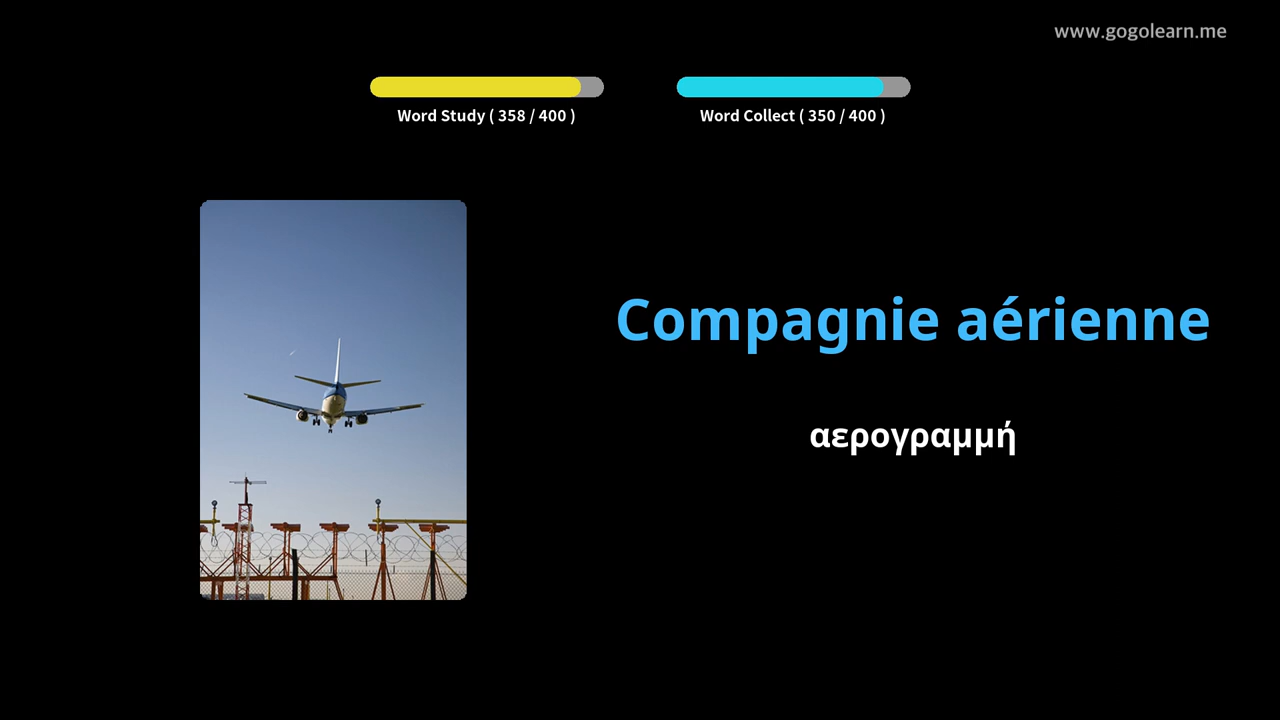 www.gogolearn.me
Word Study ( 358 / 400 )
Word Collect ( 350 / 400 )
Compagnie aérienne
αερογραμμή